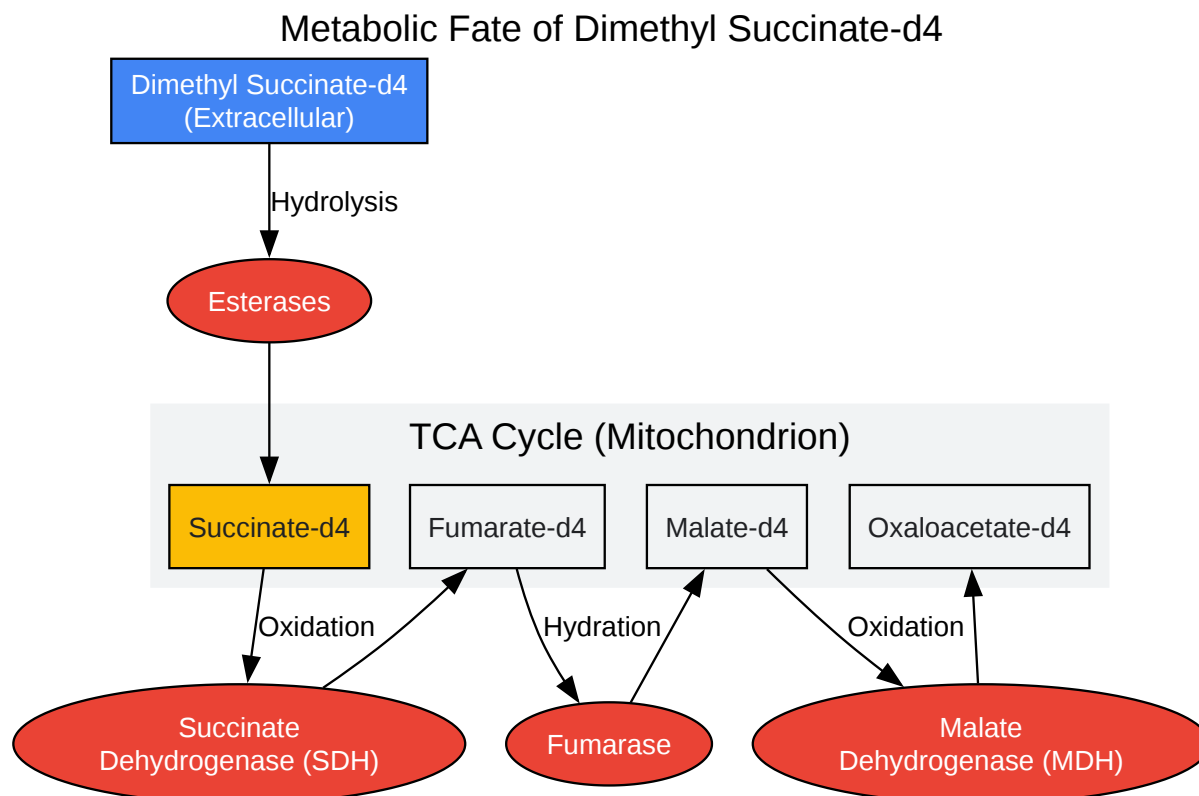 Metabolic Fate of Dimethyl Succinate-d4
Dimethyl Succinate-d4
(Extracellular)
Hydrolysis
Esterases
TCA Cycle (Mitochondrion)
Succinate-d4
Fumarate-d4
Malate-d4
Oxaloacetate-d4
Oxidation
Hydration
Oxidation
Succinate
Dehydrogenase (SDH)
Fumarase
Malate
Dehydrogenase (MDH)